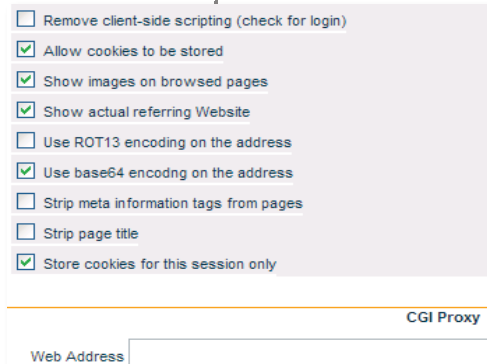 Remove client-side scripting (check for login)
Allow cookies to be stored
Show images on browsed pages
Show actual referring Website
Use ROT13 encoding on the address
Use base64 encodng on the address
Strip meta information tags from pages
Strip page title
Store cookies for this session only
CGI Proxy
Web Address